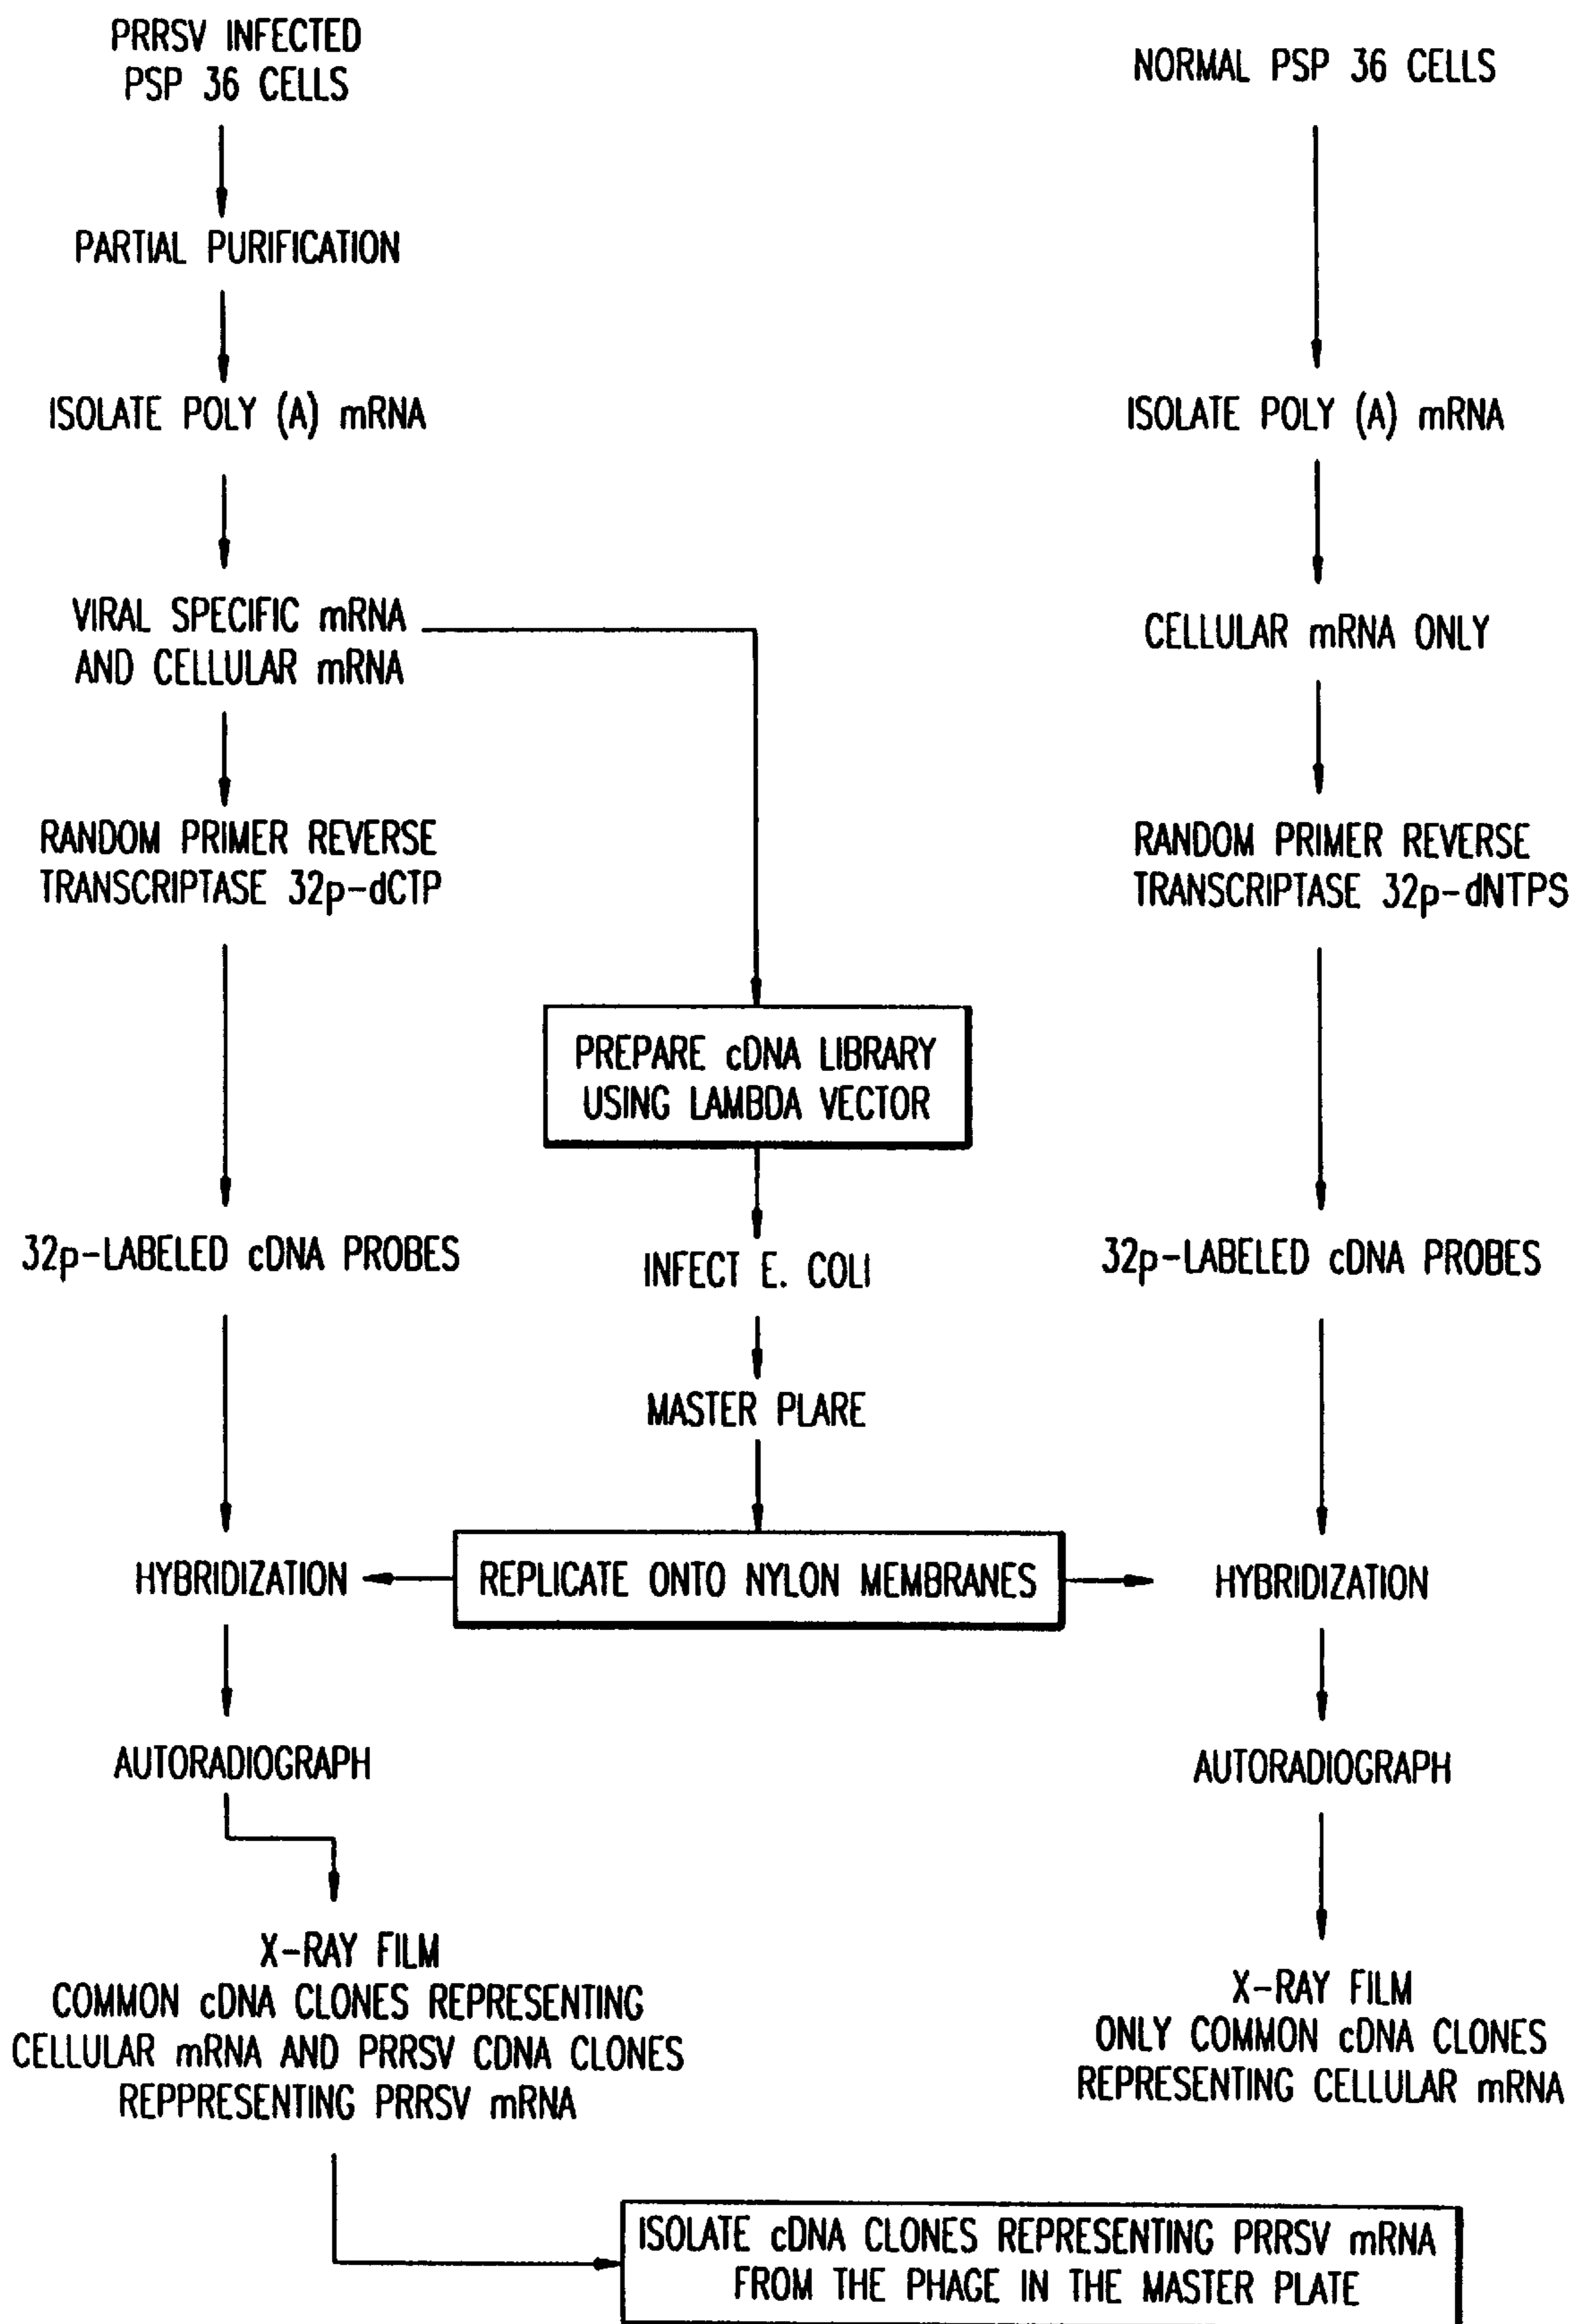 PRRSV INFECTED
PSP 36 CELLS
PARTIAL PURIFICATION
ISOLATE POLY (A) mRNA
VIRAL SPECIFIC mRNA
AND CELLULAR mRNA
RANDOM PRIMER REVERSE
TRANSCRIPTASE 32p-dCTP
32p-LABELED cDNA PROBES
HYBRIDIZATION
AUTORADIOGRAPH
X-RAY FILM
COMMON cDNA CLONES REPRESENTING
CELLULAR mRNA AND PRRSV CDNA CLONES
REPPRESENTING PRRSV mRNA
PREPARE cDNA LIBRARY
USING LAMBDA VECTOR
INFECT E. COLI
MASTER PLARE
REPLICATE ONTO NYLON MEMBRANES
NORMAL PSP 36 CELLS
ISOLATE POLY (A) mRNA
CELLULAR mRNA ONLY
RANDOM PRIMER REVERSE
TRANSCRIPTASE 32p-dNTPS
32p-LABELED cDNA PROBES
HYBRIDIZATION
AUTORADIOGRAPH
X-RAY FILM
ONLY COMMON cDNA CLONES
REPRESENTING CELLULAR mRNA
ISOLATE cDNA CLONES REPRESENTING PRRSV mRNA
FROM THE PHAGE IN THE MASTER PLATE